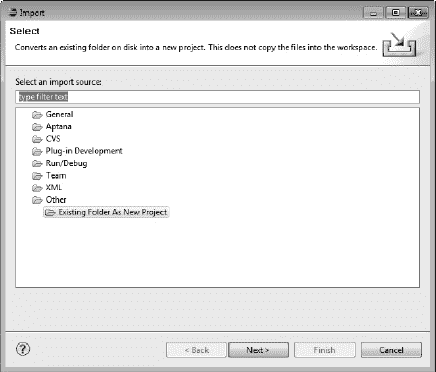 Import
Select
Converts an existing folder on disk into a new project. This does not copy the files into the workspace.
Select an import source:
type filter text
General
Aptana
CVS
Plug-in Development
Run/Debug
Team
XML
Other
Existing Folder As New Project
?
< Back Next > Finish Cancel